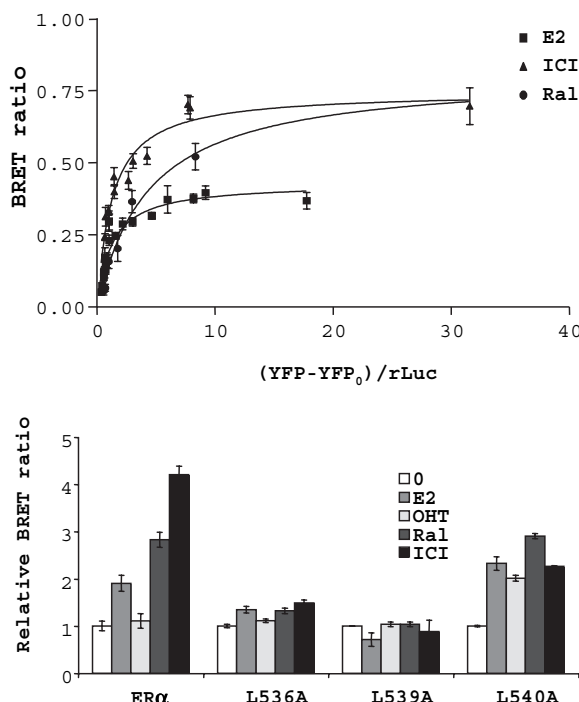 1.00
0.75
0.50
0.25
0.00
BRET ratio
E2
ICI
Ral
0 10 20 30 40
(YFP-YFP₀)/rLuc
5
4
3
2
1
0
Relative BRET ratio
0
E2
OHT
Ral
ICI
ERα L536A L539A L540A